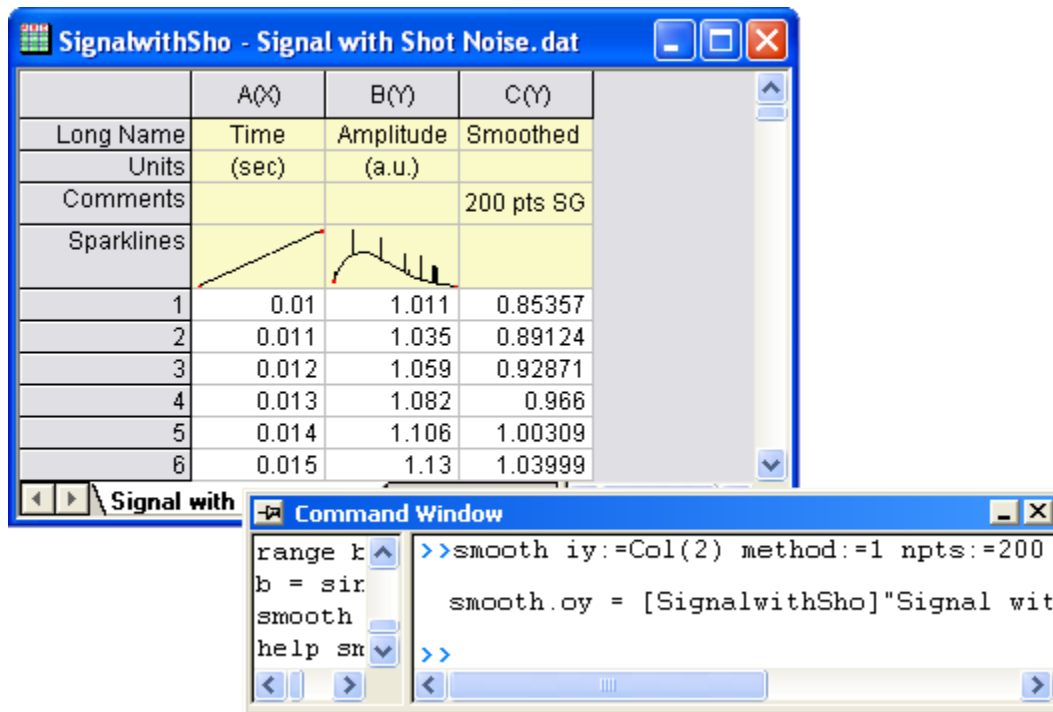 SignalwithSho - Signal with Shot Noise.dat
A(X) B(Y) C(Y)
Long Name Time Amplitude Smoothed
Units (sec) (a.u.)
Comments 200 pts SG
Sparklines
1 0.01 1.011 0.85357
2 0.011 1.035 0.89124
3 0.012 1.059 0.92871
4 0.013 1.082 0.966
5 0.014 1.106 1.00309
6 0.015 1.13 1.03999
Signal with
Command Window
range
b =
smooth
help
>>smooth iy:=Col(2) method:=1 npts:=200
smooth.oy = [SignalwithSho]"Signal wit
>>